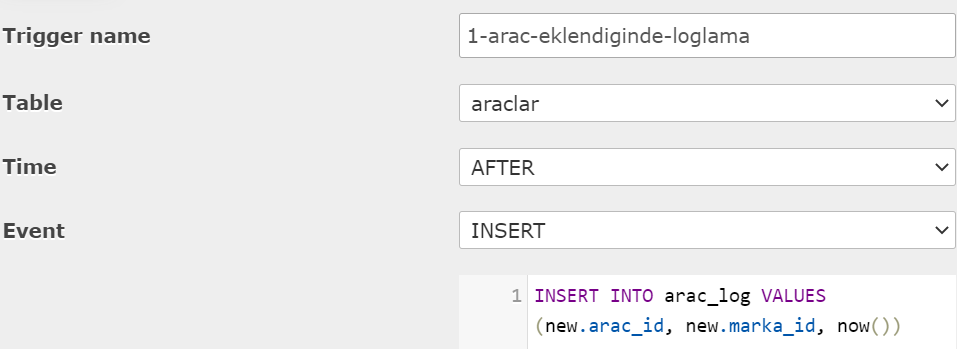 Trigger name
1-arac-eklendiginde-loglama
Table
araclar
Time
AFTER
Event
INSERT
1
INSERT INTO arac_log VALUES
(new.arac_id, new.marka_id, now())